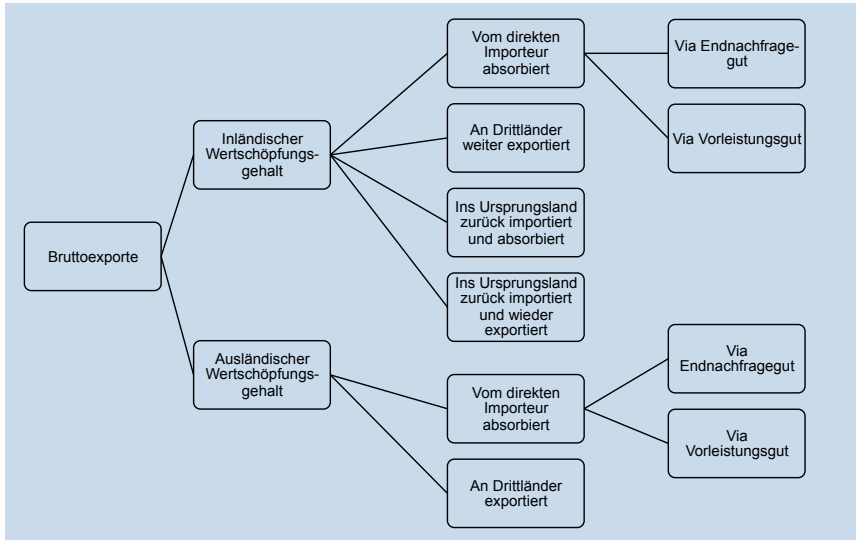 Bruttoexporte
Inländischer
Wertschöpfungs-
gehalt
Vom direkten
Importeur
absorbiert
Via Endnachfrage-
gut
Via Vorleistungsgut
An Drittländer
weiter exportiert
Ins Ursprungsland
zurück importiert
und absorbiert
Ins Ursprungsland
zurück importiert
und wieder
exportiert
Ausländischer
Wertschöpfungs-
gehalt
Vom direkten
Importeur
absorbiert
Via
Endnachfragegut
Via
Vorleistungsgut
An Drittländer
exportiert